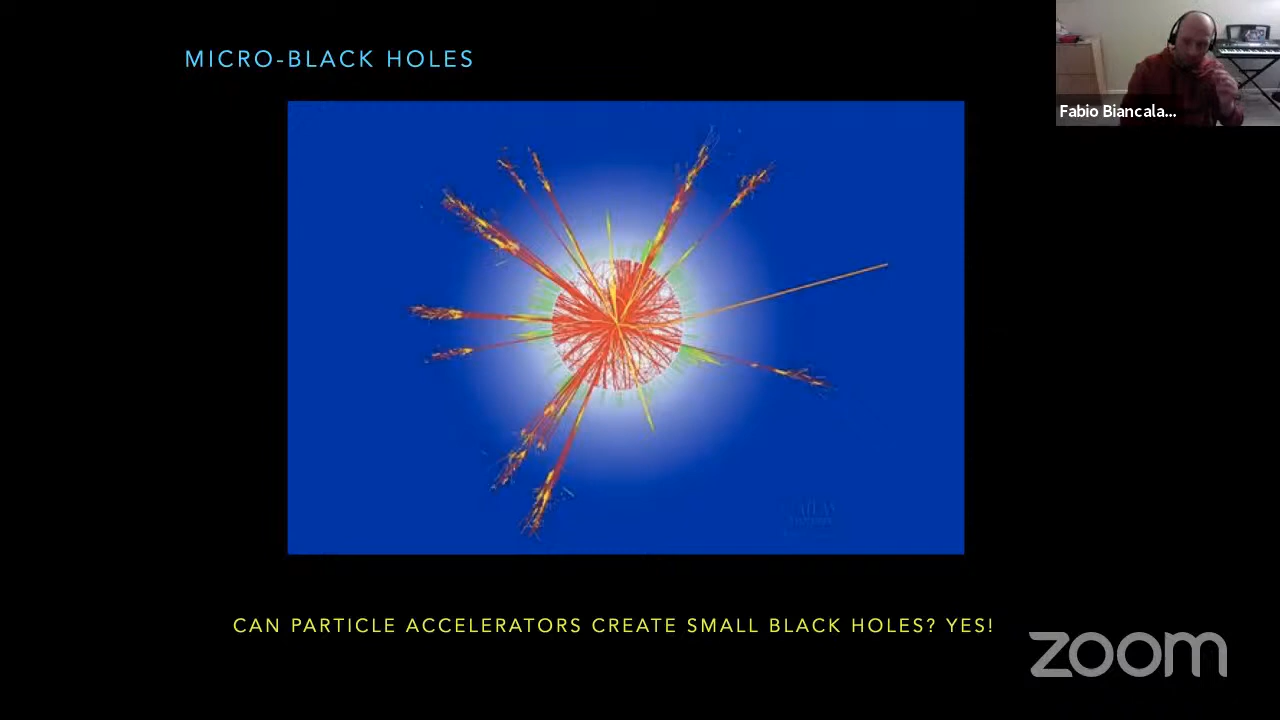 MICRO-BLACK HOLES
Fabio Biancala...
CAN PARTICLE ACCELERATORS CREATE SMALL BLACK HOLES? YES!
zoom